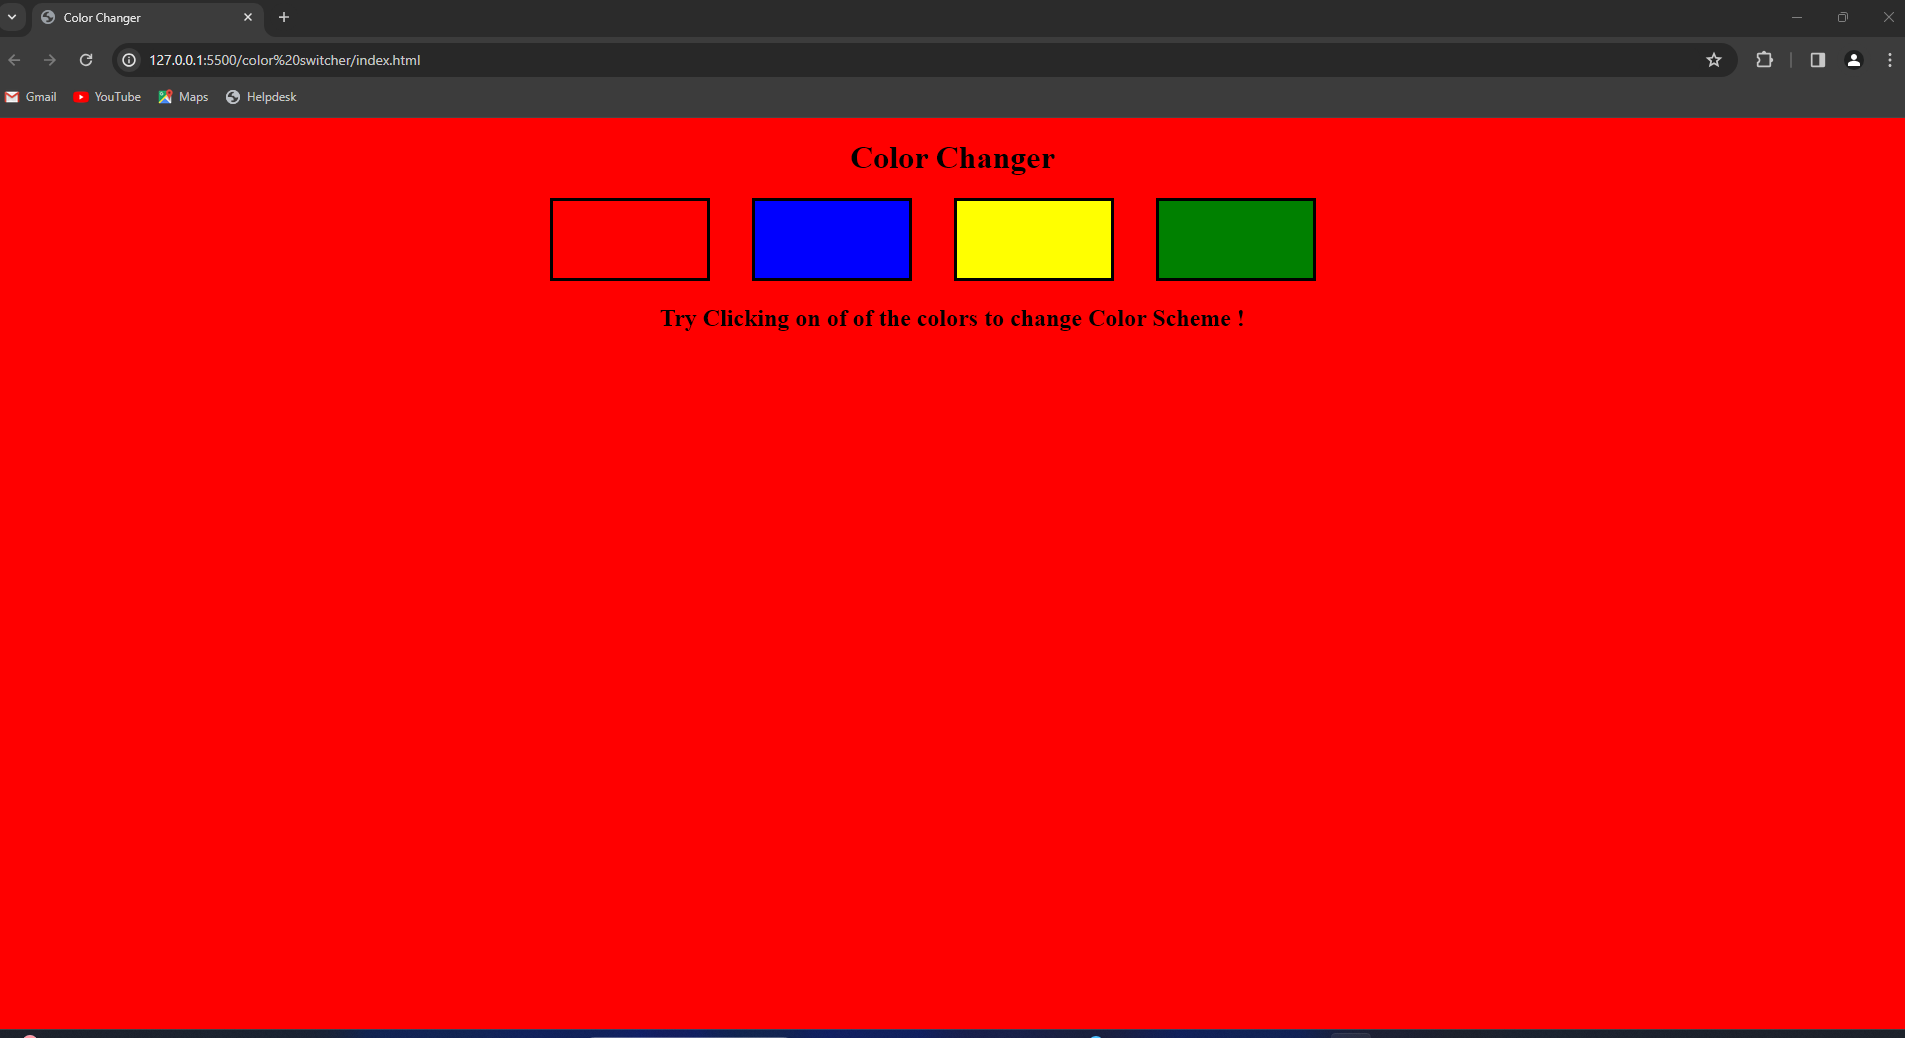 Color Changer
127.0.0.1:5500/color%20switcher/index.html
Gmail YouTube Maps Helpdesk
Color Changer
Try Clicking on of of the colors to change Color Scheme !